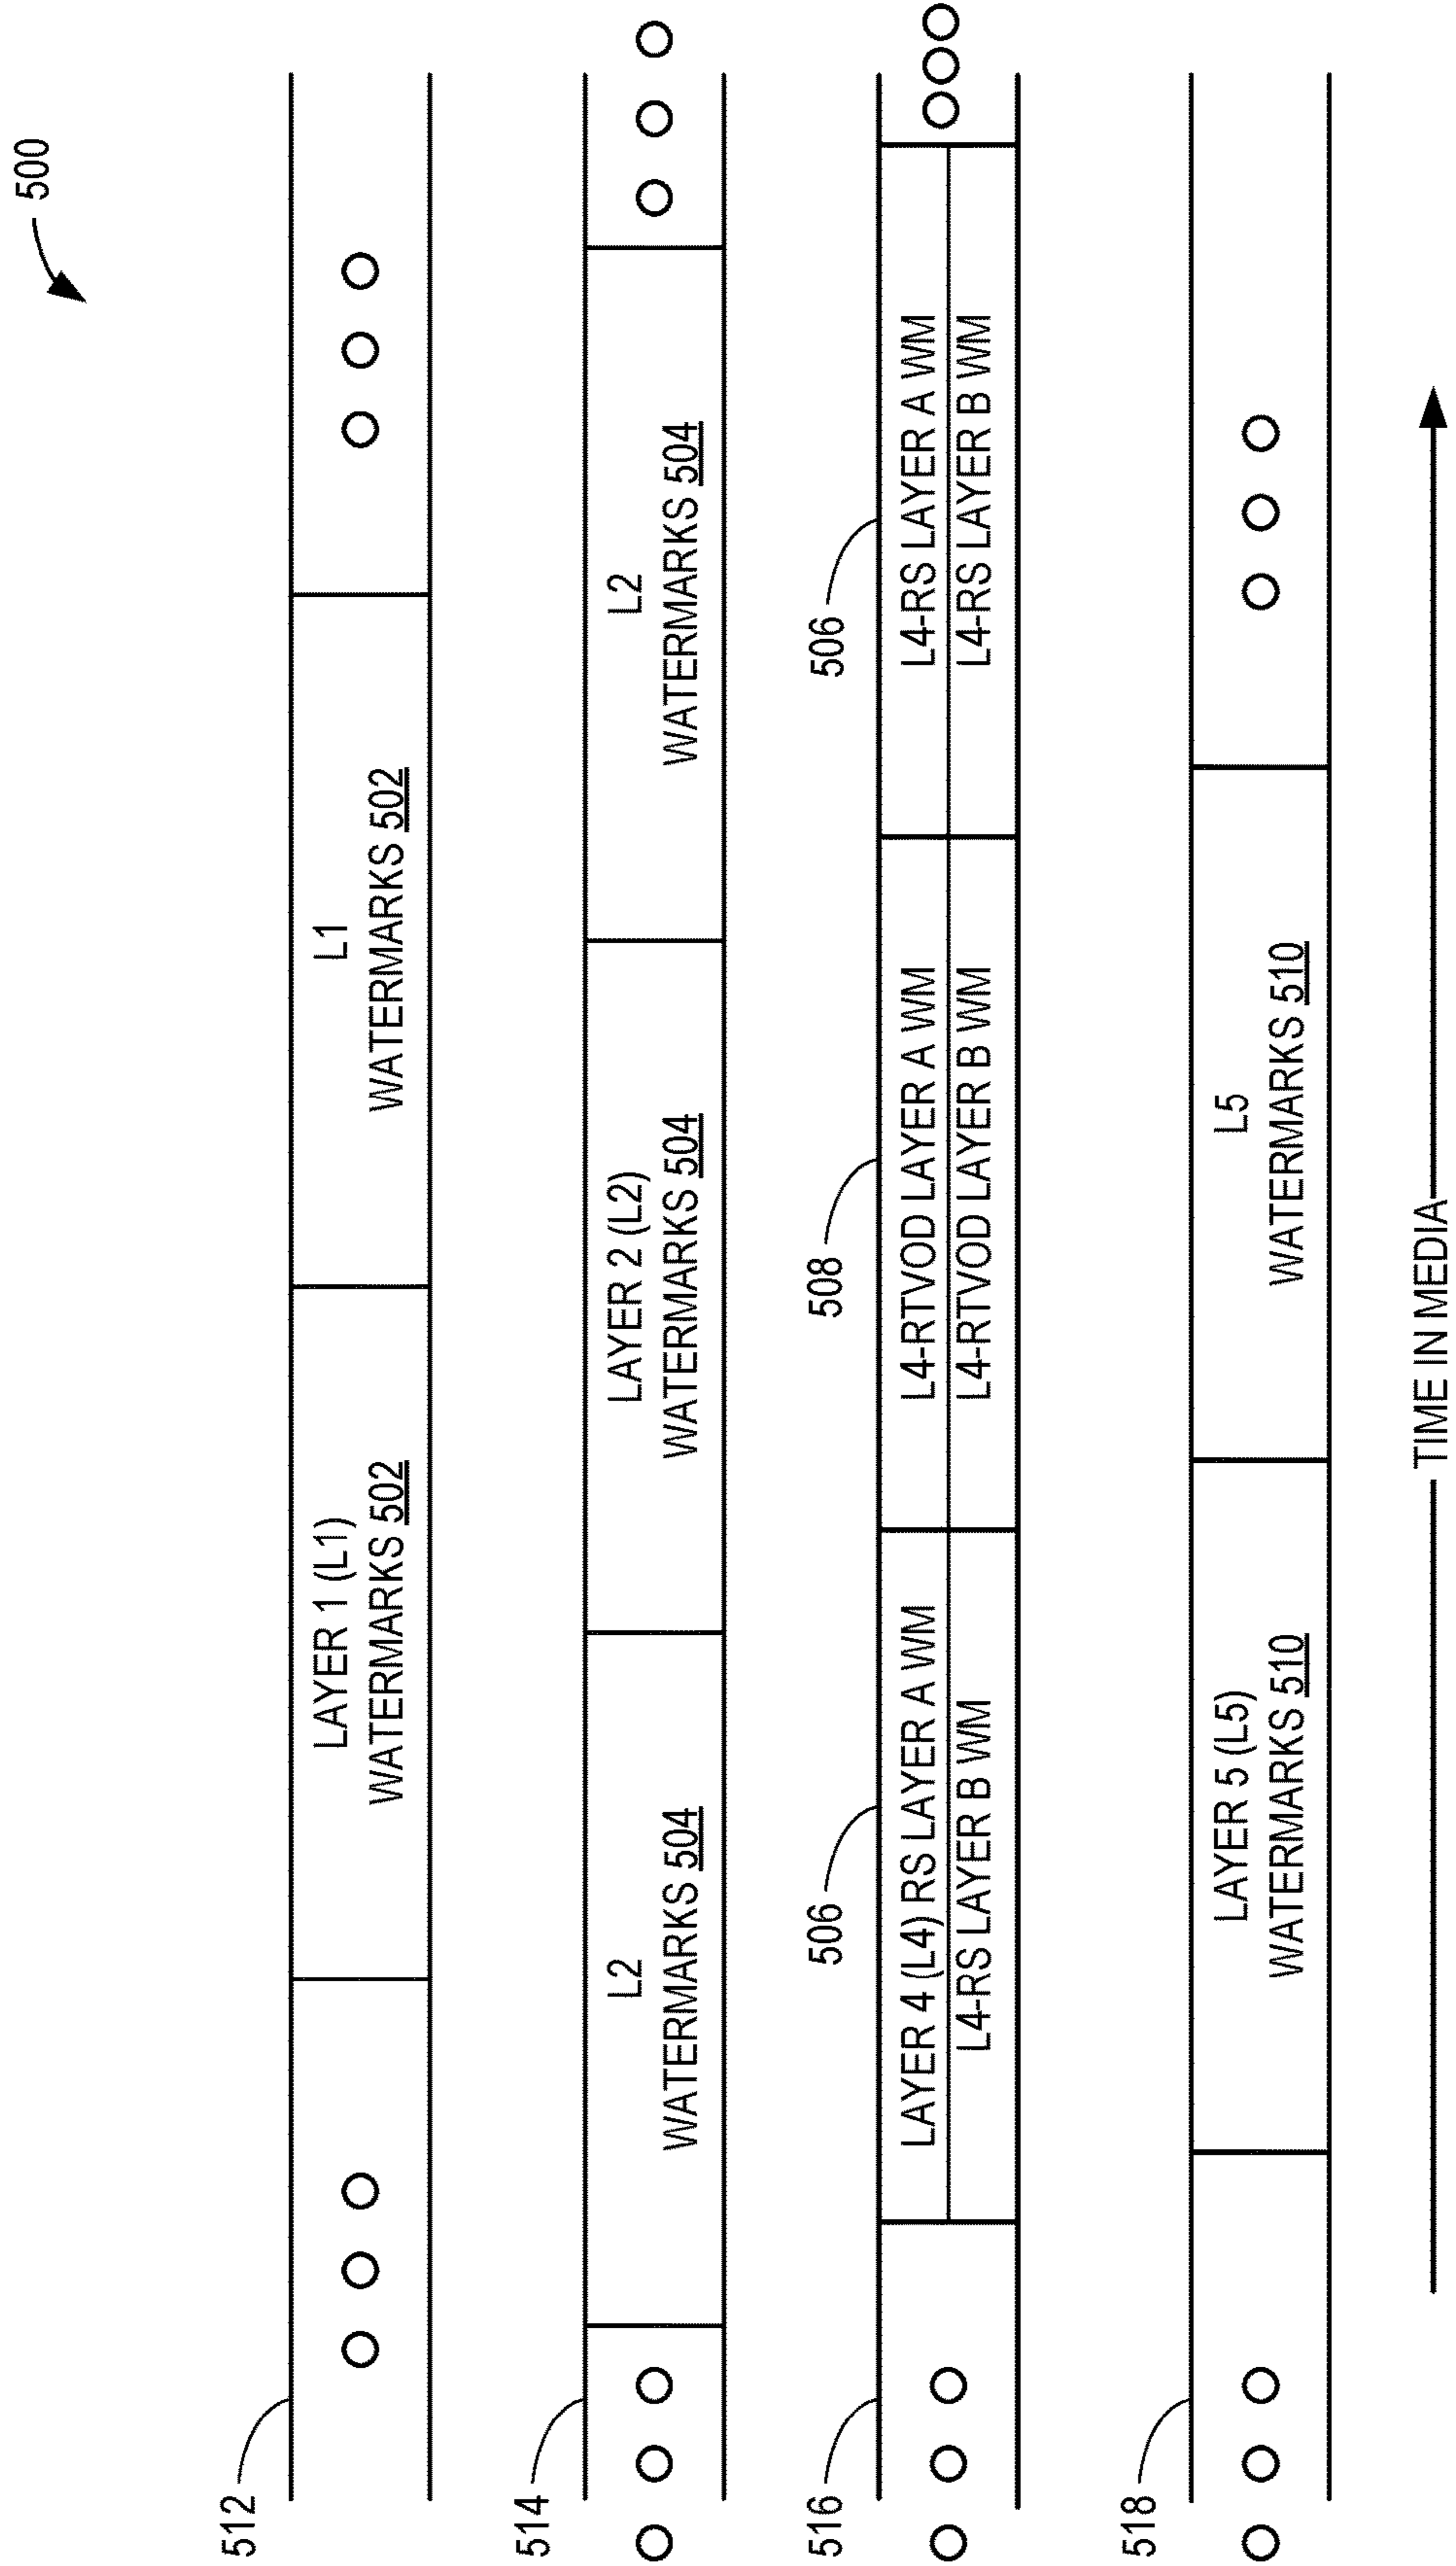 500
512
LAYER 1 (L1)
WATERMARKS 502
L1
WATERMARKS 502
514
L2
WATERMARKS 504
LAYER 2 (L2)
WATERMARKS 504
L2
WATERMARKS 504
516
506
LAYER 4 (L4) RS LAYER A WM
L4-RS LAYER B WM
508
L4-RTVOD LAYER A WM
L4-RTVOD LAYER B WM
506
L4-RS LAYER A WM
L4-RS LAYER B WM
518
LAYER 5 (L5)
WATERMARKS 510
L5
WATERMARKS 510
TIME IN MEDIA